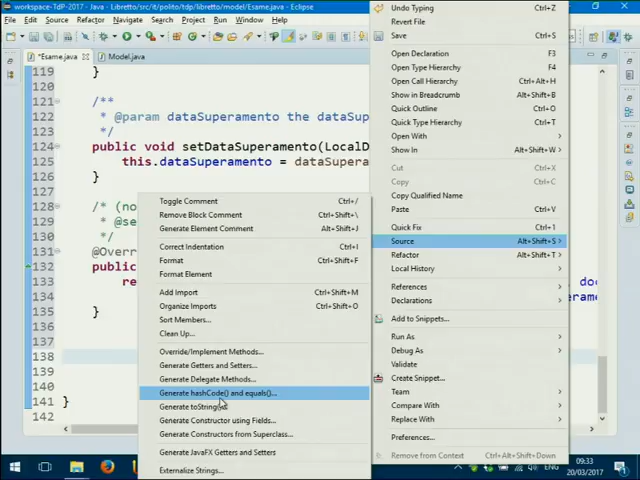 workspace-TdP-2017 - Java - Libretto/src/it/polito/tdp/libretto/model/Esame.java - Eclipse
File Edit Source Refactor Navigate Search Project Run Window Help
*Esame.java
Model.java
119 }
120
121 /**
122 * @param dataSuperamento the data
123 */
124 public void setDataSuperamento(LocalD
125 this.dataSuperamento = dataSupera
126 }
127
128 /* (no
129 * @se
130 */
131 @Overr
132 public
133 re
134
135 }
138
140
141 }
142
Toggle Comment Ctrl+/
Remove Block Comment Ctrl+Shift+\
Generate Element Comment Alt+Shift+J
Correct Indentation Ctrl+I
Format Ctrl+Shift+F
Format Element
Add Import Ctrl+Shift+M
Organize Imports Ctrl+Shift+O
Sort Members...
Clean Up...
Override/Implement Methods...
Generate Getters and Setters...
Generate Delegate Methods...
Generate hashCode() and equals()...
Generate toString()
Generate Constructor using Fields...
Generate Constructors from Superclass...
Generate JavaFX Getters and Setters
Externalize Strings...
Undo Typing Ctrl+Z
Revert File
Save Ctrl+S
Open Declaration F3
Open Type Hierarchy F4
Open Call Hierarchy Ctrl+Alt+H
Show in Breadcrumb Alt+Shift+B
Quick Outline Ctrl+O
Quick Type Hierarchy Ctrl+T
Open With
Show In Alt+Shift+W
Cut Ctrl+X
Copy Ctrl+C
Copy Qualified Name
Paste Ctrl+V
Quick Fix Ctrl+1
Source Alt+Shift+S
Refactor Alt+Shift+T
Local History
References
Declarations
Add to Snippets...
Run As
Debug As
Validate
Create Snippet...
Team
Compare With
Replace With
Preferences...
Remove from Context Ctrl+Alt+Shift+Down
doc
erame
ENG
09:33
20/03/2017